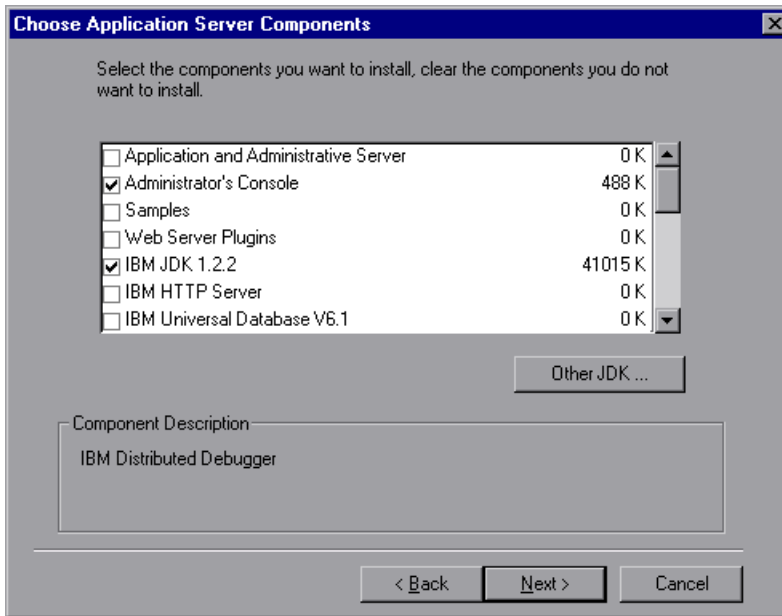 Choose Application Server Components
Select the components you want to install, clear the components you do not
want to install.
Application and Administrative Server 0 K
Administrator's Console 488 K
Samples 0 K
Web Server Plugins 0 K
IBM JDK 1.2.2 41015 K
IBM HTTP Server 0 K
IBM Universal Database V6.1 0 K
Other JDK ...
Component Description
IBM Distributed Debugger
< Back Next > Cancel